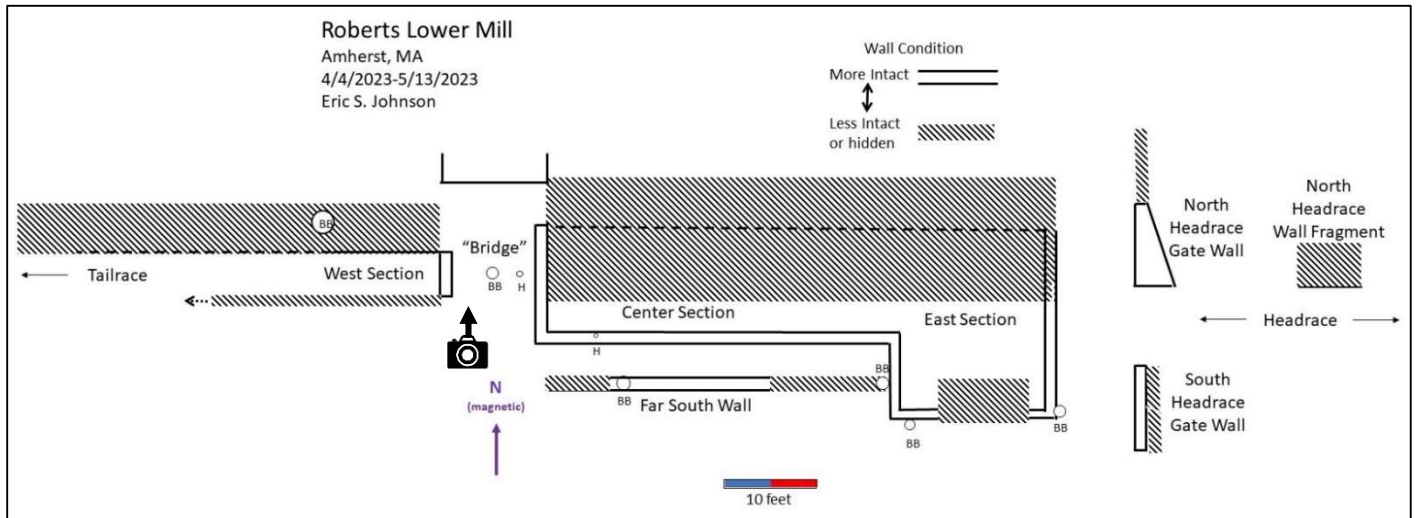 Roberts Lower Mill
Amherst, MA
4/4/2023-5/13/2023
Eric S. Johnson
Wall Condition
More Intact
Less Intact
or hidden
BB
"Bridge"
BB
H
West Section
Tailrace
Center Section
H
East Section
North
Headrace
Gate Wall
North
Headrace
Wall Fragment
Headrace
N
(magnetic)
BB
Far South Wall
BB
BB
BB
South
Headrace
Gate Wall
10 feet